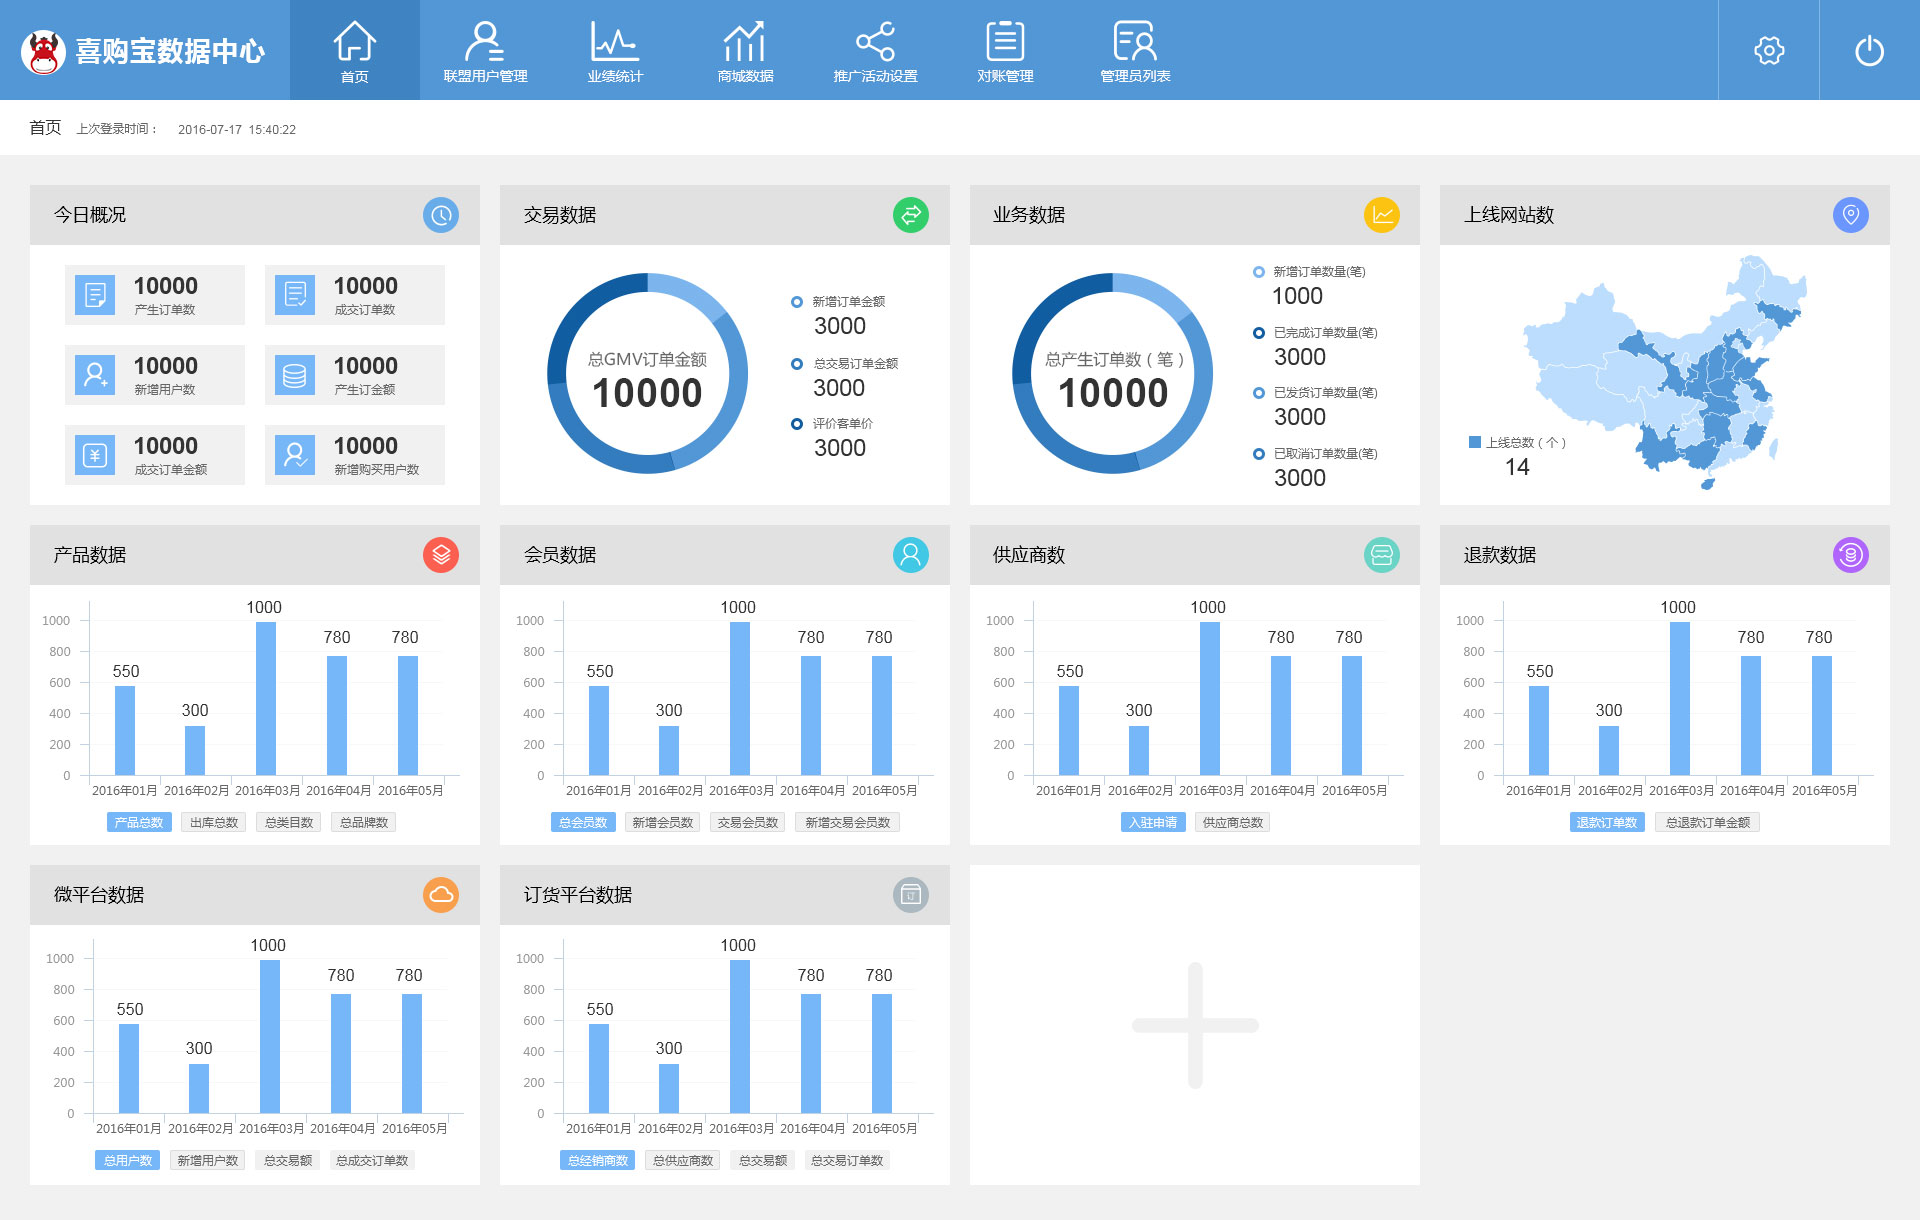 喜购宝数据中心
首页
联盟用户管理
业绩统计
商城数据
推广活动设置
对账管理
管理员列表
首页 上次登录时间： 2016-07-17 15:40:22
今日概况
10000
产生订单数
10000
成交订单数
10000
新增用户数
10000
产生订金额
10000
成交订单金额
10000
新增购买用户数
交易数据
总GMV订单金额
10000
新增订单金额
3000
总交易订单金额
3000
评价客单价
3000
业务数据
总产生订单数（笔）
10000
新增订单数量(笔)
1000
已完成订单数量(笔)
3000
已发货订单数量(笔)
3000
已取消订单数量(笔)
3000
上线网站数
上线总数（个）
14
产品数据
1000
800
600
400
200
0
550
300
1000
780
780
2016年01月 2016年02月 2016年03月 2016年04月 2016年05月
产品总数 出库总数 总类目数 总品牌数
会员数据
1000
800
600
400
200
0
550
300
1000
780
780
2016年01月 2016年02月 2016年03月 2016年04月 2016年05月
总会员数 新增会员数 交易会员数 新增交易会员数
供应商数
1000
800
600
400
200
0
550
300
1000
780
780
2016年01月 2016年02月 2016年03月 2016年04月 2016年05月
入驻申请 供应商总数
退款数据
1000
800
600
400
200
0
550
300
1000
780
780
2016年01月 2016年02月 2016年03月 2016年04月 2016年05月
退款订单数 总退款订单金额
微平台数据
1000
800
600
400
200
0
550
300
1000
780
780
2016年01月 2016年02月 2016年03月 2016年04月 2016年05月
总用户数 新增用户数 总交易额 总成交订单数
订货平台数据
订
1000
800
600
400
200
0
550
300
1000
780
780
2016年01月 2016年02月 2016年03月 2016年04月 2016年05月
总经销商数 总供应商数 总交易额 总交易订单数